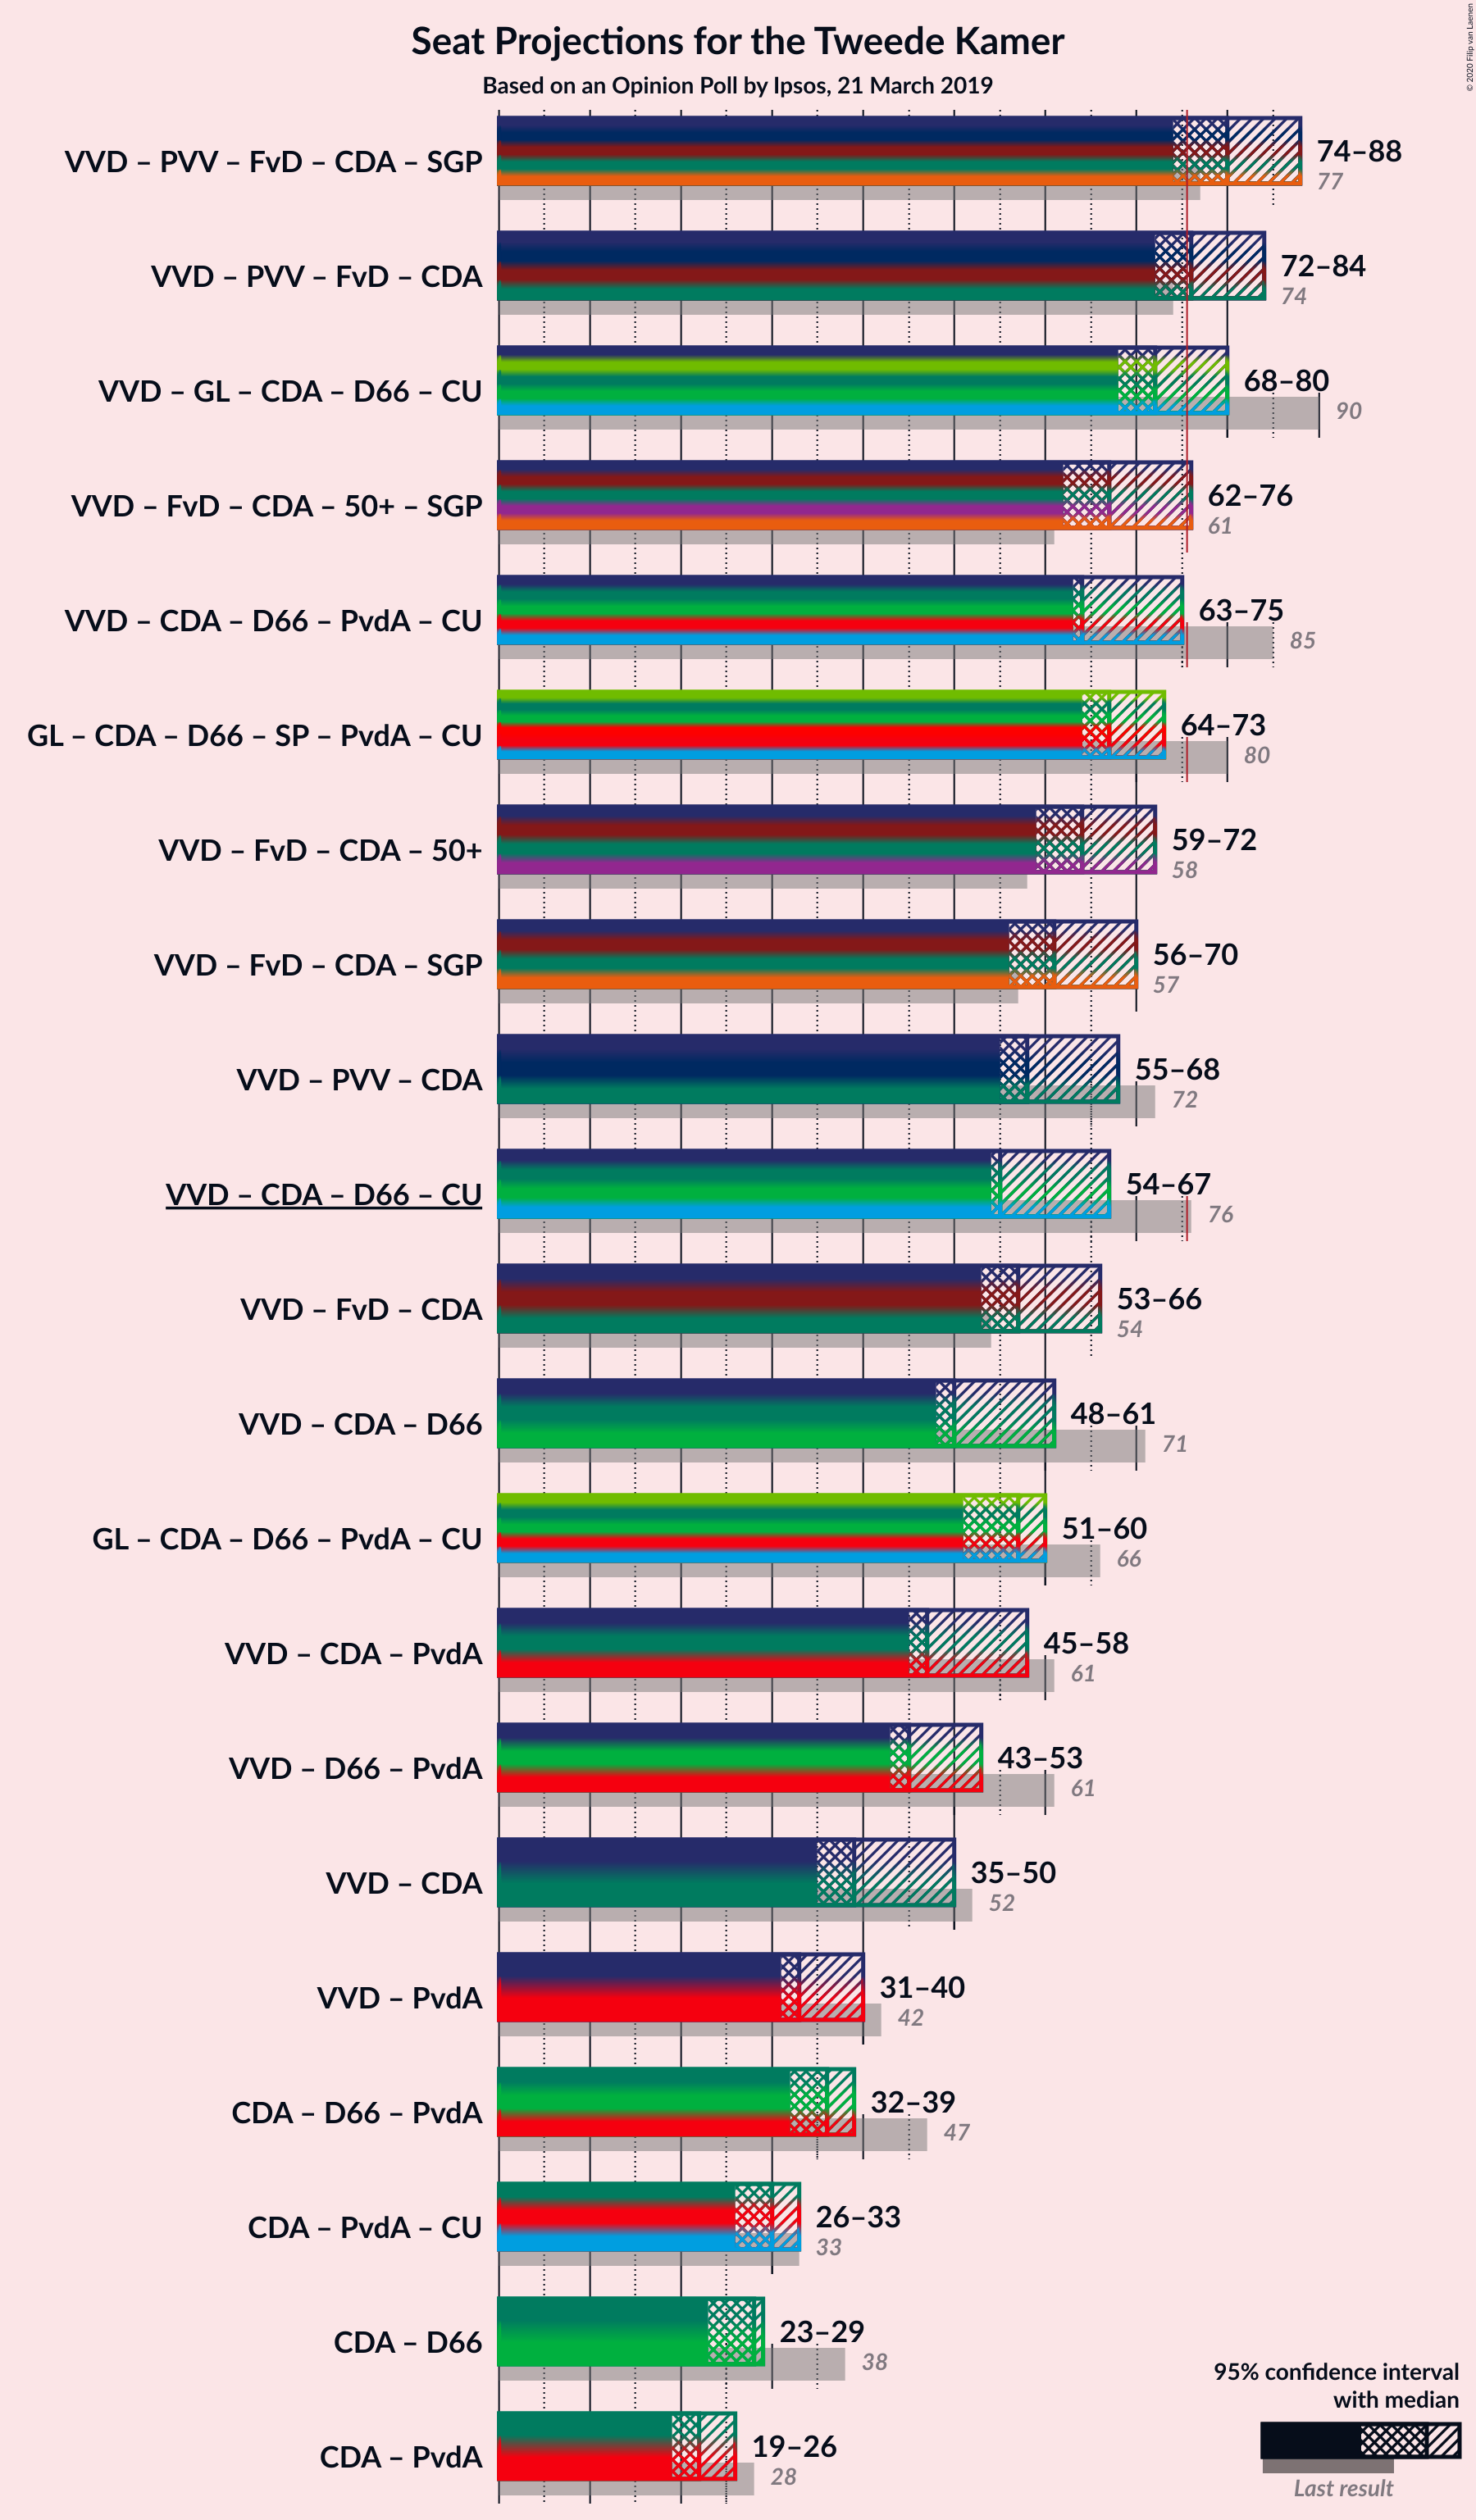 Seat Projections for the Tweede Kamer
Based on an Opinion Poll by Ipsos, 21 March 2019
© 2020 Filip van Laenen
VVD – PVV – FvD – CDA – SGP
74–88
77
VVD – PVV – FvD – CDA
72–84
74
VVD – GL – CDA – D66 – CU
68–80
90
VVD – FvD – CDA – 50+ – SGP
62–76
61
VVD – CDA – D66 – PvdA – CU
63–75
85
GL – CDA – D66 – SP – PvdA – CU
64–73
80
VVD – FvD – CDA – 50+
59–72
58
VVD – FvD – CDA – SGP
56–70
57
VVD – PVV – CDA
55–68
72
VVD – CDA – D66 – CU
54–67
76
VVD – FvD – CDA
53–66
54
VVD – CDA – D66
48–61
71
GL – CDA – D66 – PvdA – CU
51–60
66
VVD – CDA – PvdA
45–58
61
VVD – D66 – PvdA
43–53
61
VVD – CDA
35–50
52
VVD – PvdA
31–40
42
CDA – D66 – PvdA
32–39
47
CDA – PvdA – CU
26–33
33
CDA – D66
23–29
38
CDA – PvdA
19–26
28
95% confidence interval
with median
Last result